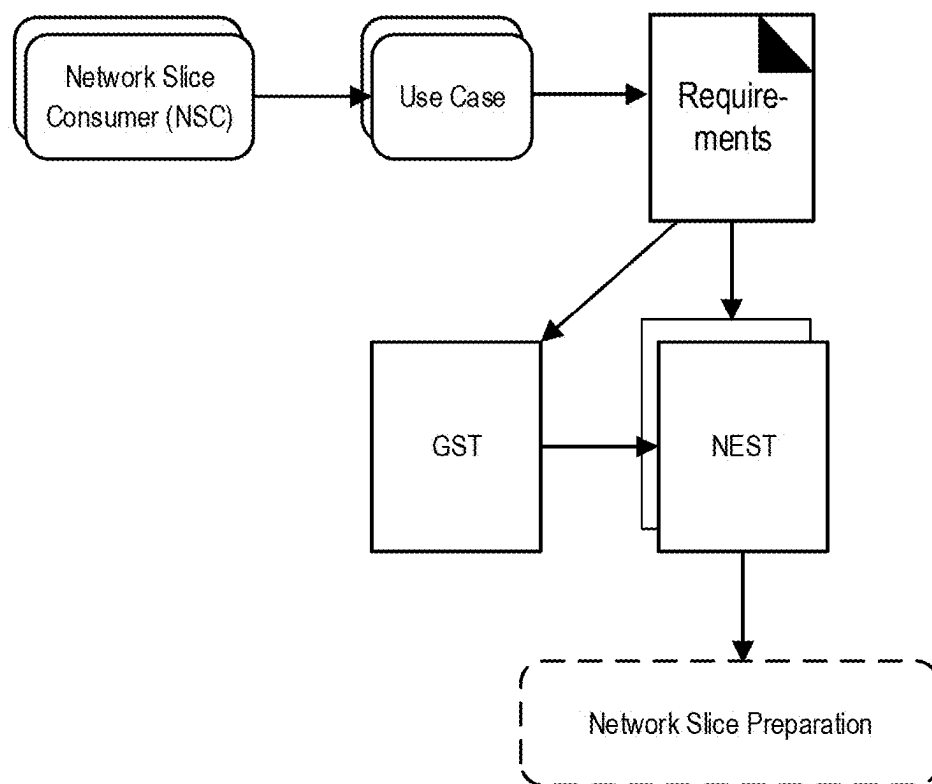 Network Slice
Consumer (NSC)
Use Case
Require-
ments
GST
NEST
Network Slice Preparation